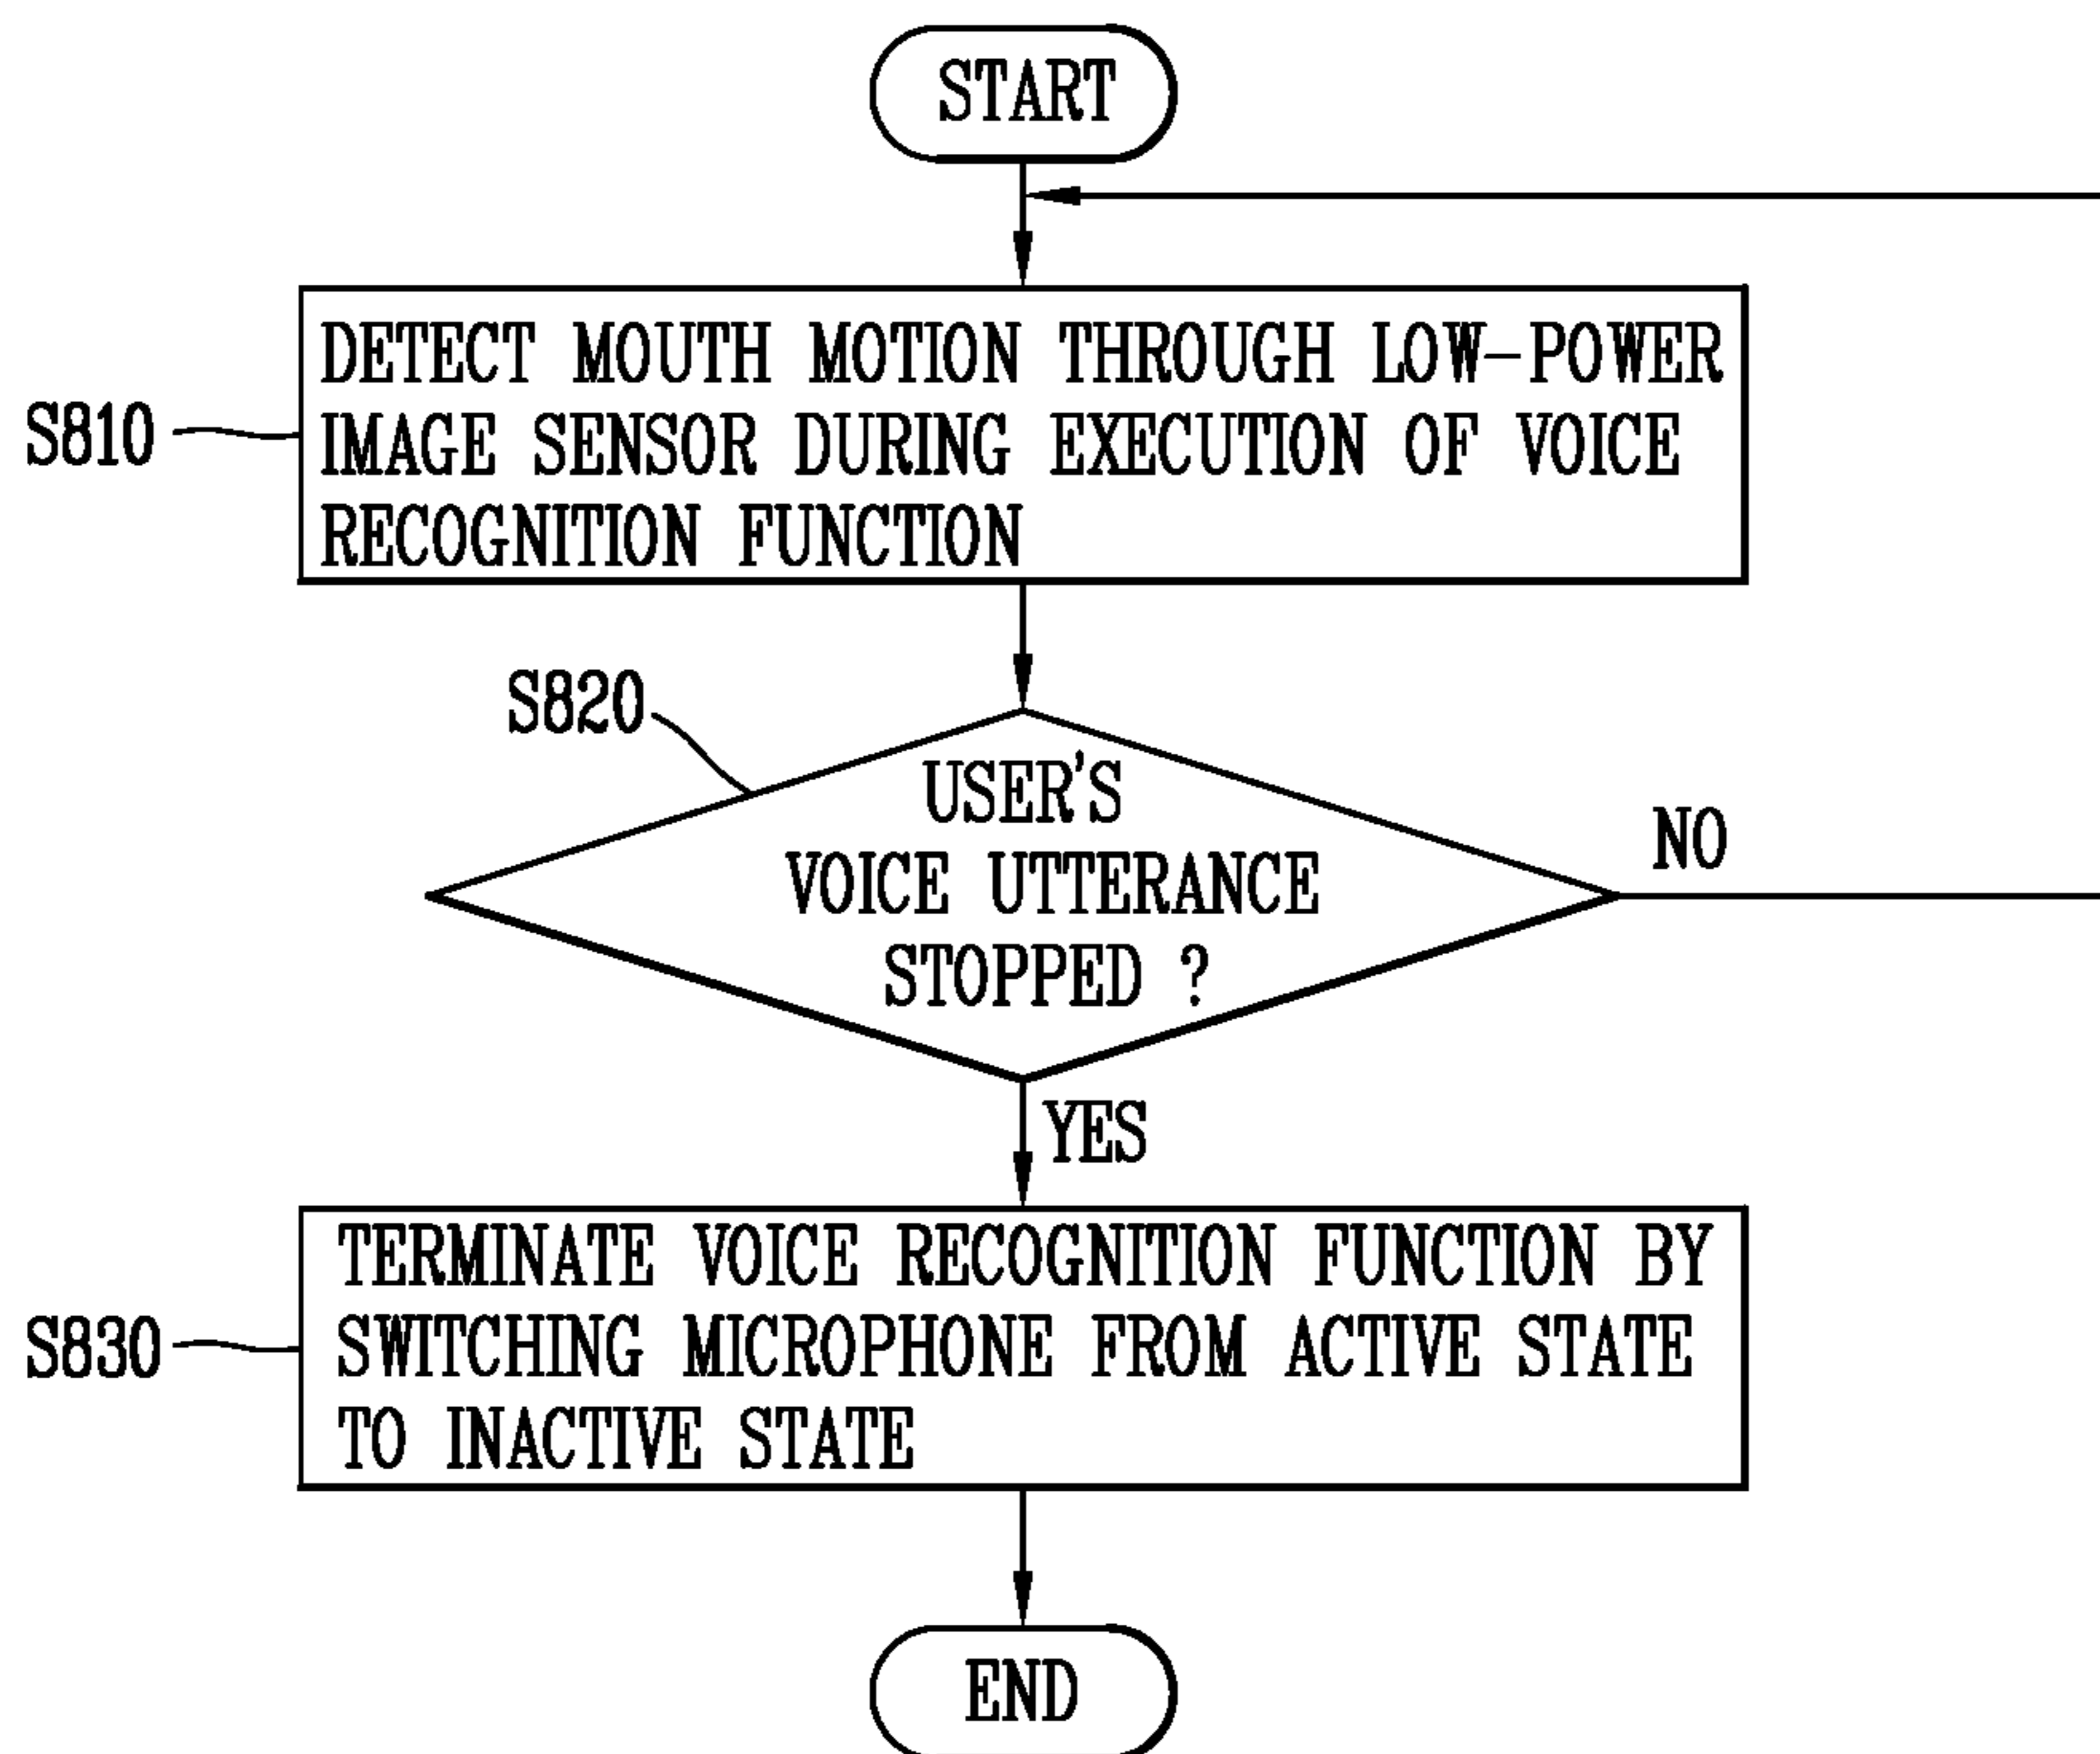 START
S810
DETECT MOUTH MOTION THROUGH LOW-POWER
IMAGE SENSOR DURING EXECUTION OF VOICE
RECOGNITION FUNCTION
S820
USER'S
VOICE UTTERANCE
STOPPED ?
NO
YES
S830
TERMINATE VOICE RECOGNITION FUNCTION BY
SWITCHING MICROPHONE FROM ACTIVE STATE
TO INACTIVE STATE
END